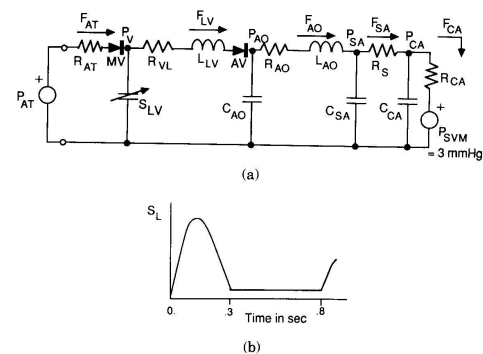 F_AT
P_V
F_LV
P_AO
F_AO
P_SA
F_SA
P_CA
F_CA
R_AT
MV
R_VL
L_LV
AV
R_AO
L_AO
R_S
R_CA
+
P_AT
S_LV
C_AO
C_SA
C_CA
+
P_SVM
= 3 mmHg
(a)
S_L
0.
.3
.8
Time in sec
(b)